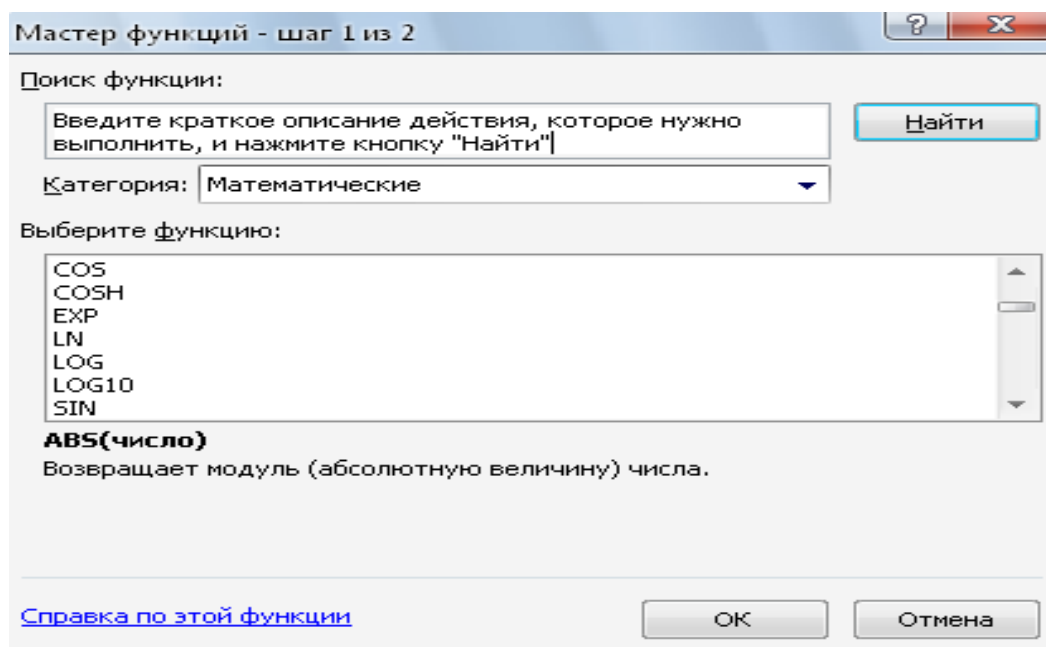 Мастер функций - шаг 1 из 2
Поиск функции:
Введите краткое описание действия, которое нужно
выполнить, и нажмите кнопку "Найти"
Найти
Категория: Математические
Выберите функцию:
COS
COSH
EXP
LN
LOG
LOG10
SIN
ABS(число)
Возвращает модуль (абсолютную величину) числа.
Справка по этой функции
ОК
Отмена